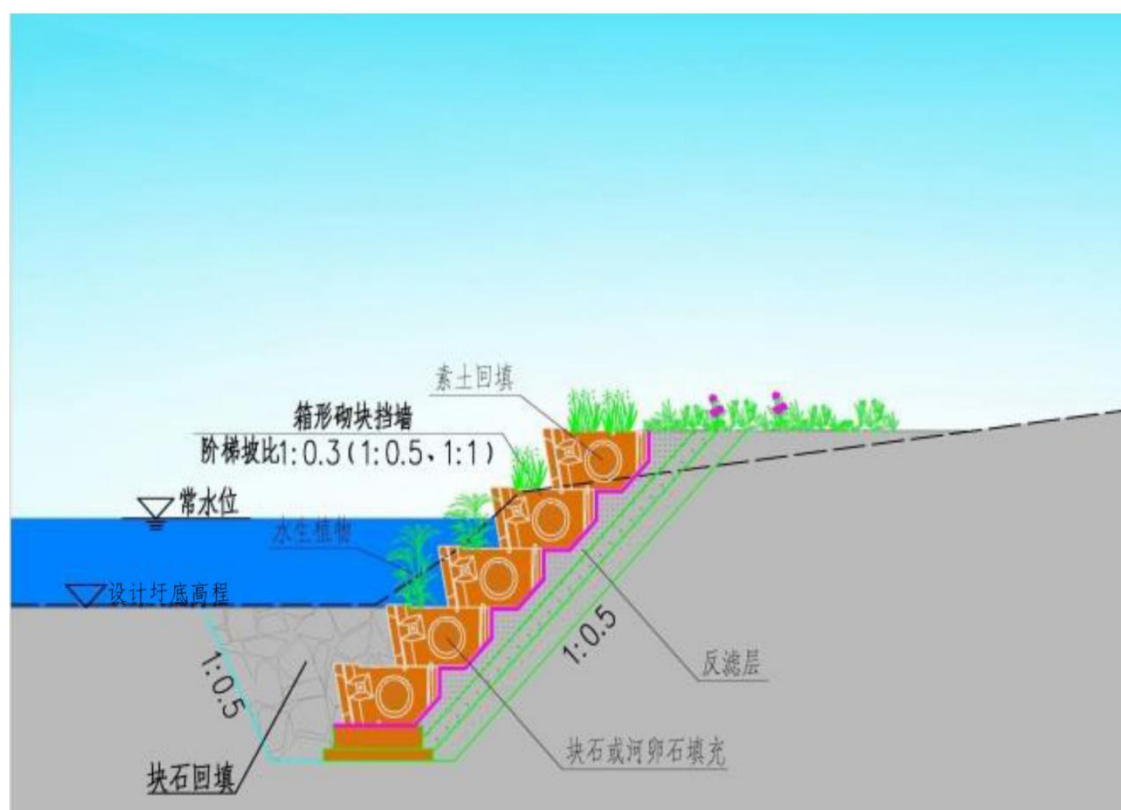 素土回填
箱形砌块挡墙
阶梯坡比1:0.3(1:0.5、1:1)
常水位
水生植物
设计圩底高程
1:0.5
1:0.5
反滤层
块石或河卵石填充
块石回填